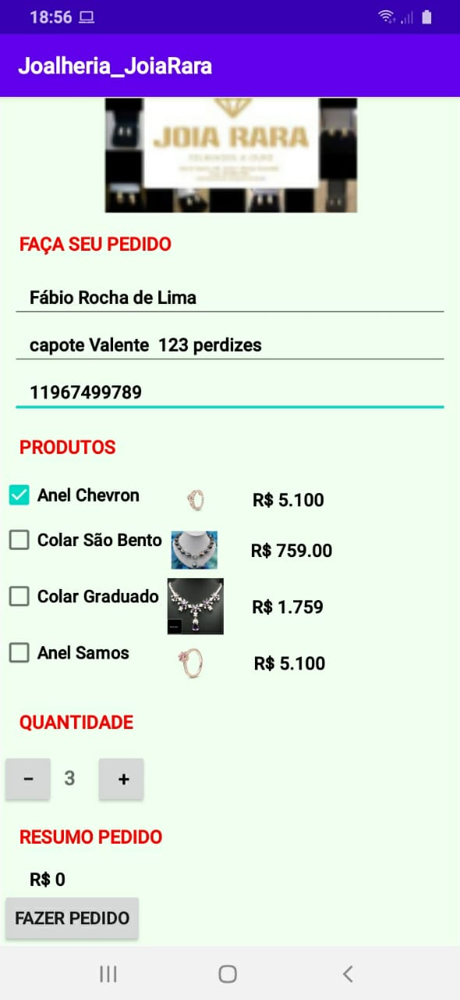 18:56
Joalheria_JoiaRara
JOIA RARA
FAÇA SEU PEDIDO
Fábio Rocha de Lima
capote Valente  123 perdizes
11967499789
PRODUTOS
Anel Chevron R$ 5.100
Colar São Bento R$ 759.00
Colar Graduado R$ 1.759
Anel Samos R$ 5.100
QUANTIDADE
- 3 +
RESUMO PEDIDO
R$ 0
FAZER PEDIDO